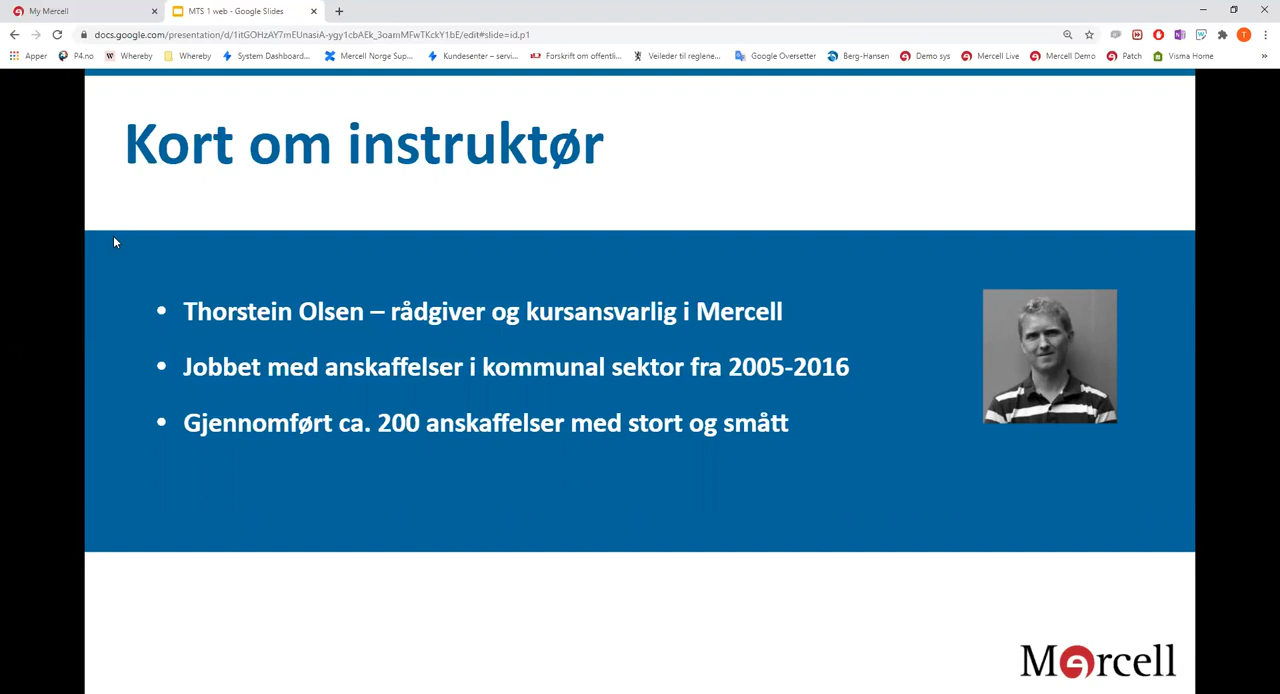 My Mercell
MTS 1 web - Google Slides
docs.google.com/presentation/d/1itGOHzAY7mEUnasiA-ygy1cbAEk_3oamMFwTKckY1bE/edit#slide=id.p1
Apper
P4.no
Whereby
Whereby
System Dashboard...
Mercell Norge Sup...
Kundesenter – servi...
Forskrift om offentli...
Veileder til reglene...
Google Oversetter
Berg-Hansen
Demo sys
Mercell Live
Mercell Demo
Patch
Visma Home
Kort om instruktør
• Thorstein Olsen – rådgiver og kursansvarlig i Mercell
• Jobbet med anskaffelser i kommunal sektor fra 2005-2016
• Gjennomført ca. 200 anskaffelser med stort og smått
Mercell